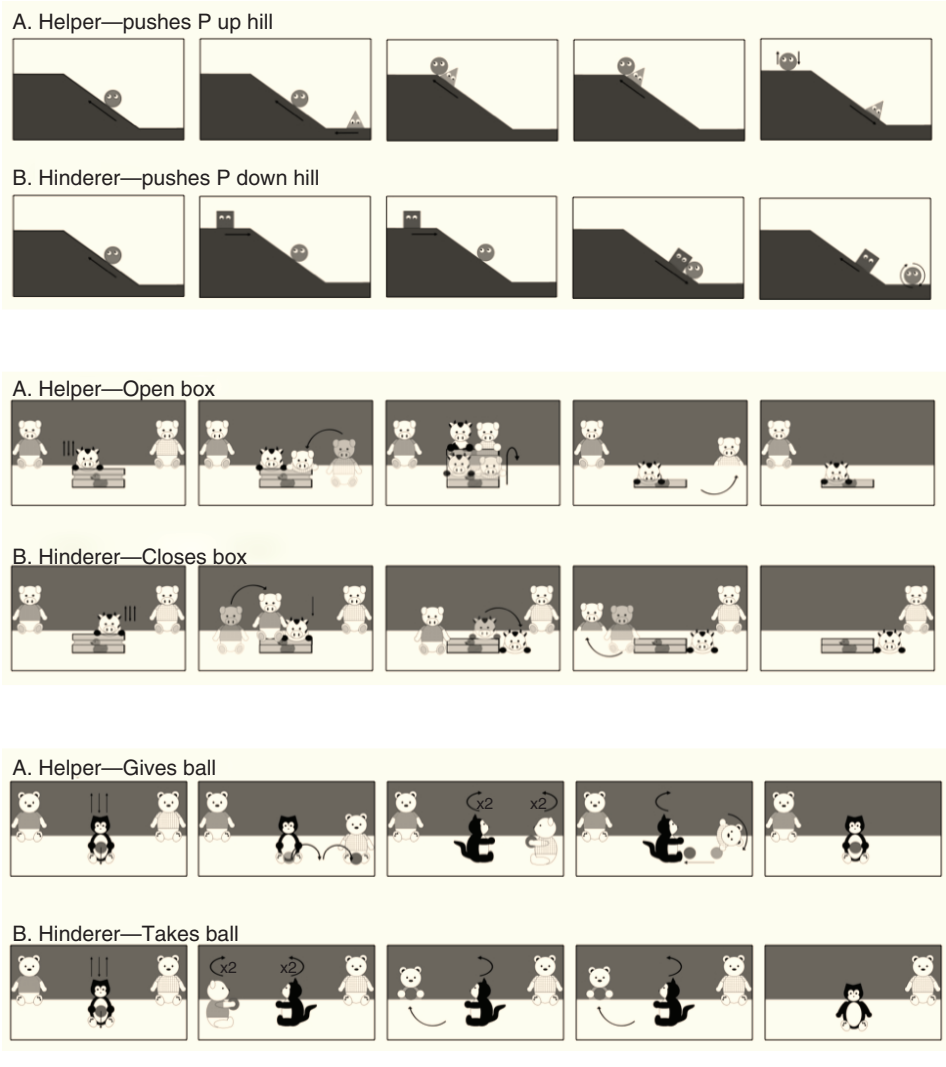 A. Helper—pushes P up hill
B. Hinderer—pushes P down hill
A. Helper—Open box
B. Hinderer—Closes box
A. Helper—Gives ball
x2 x2
B. Hinderer—Takes ball
x2 x2